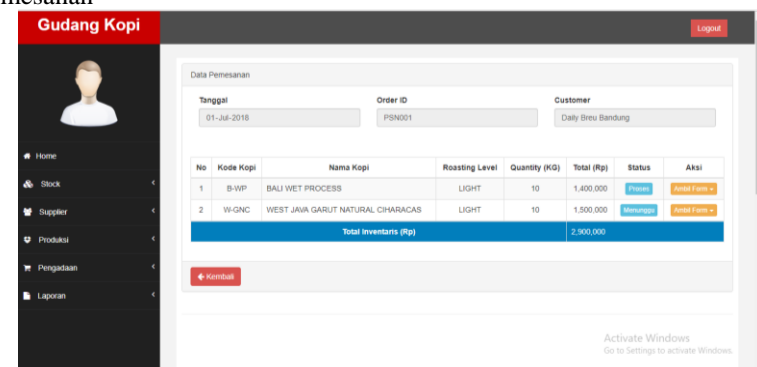 mesanan
Gudang Kopi
Logout
Data Pemesanan
Tanggal Order ID Customer
01-Jul-2018 PSN001 Daily Breu Bandung
Home
Stock
Supplier
Produksi
Pengadaan
Laporan
No Kode Kopi Nama Kopi Roasting Level Quantity (KG) Total (Rp) Status Aksi
1 B-WP BALI WET PROCESS LIGHT 10 1,400,000 Proses Ambil Form
2 W-GNC WEST JAVA GARUT NATURAL CIHARACAS LIGHT 10 1,500,000 Menunggu Ambil Form
Total Inventaris (Rp) 2,900,000
Kembali
Activate Windows
Go to Settings to activate Windows.